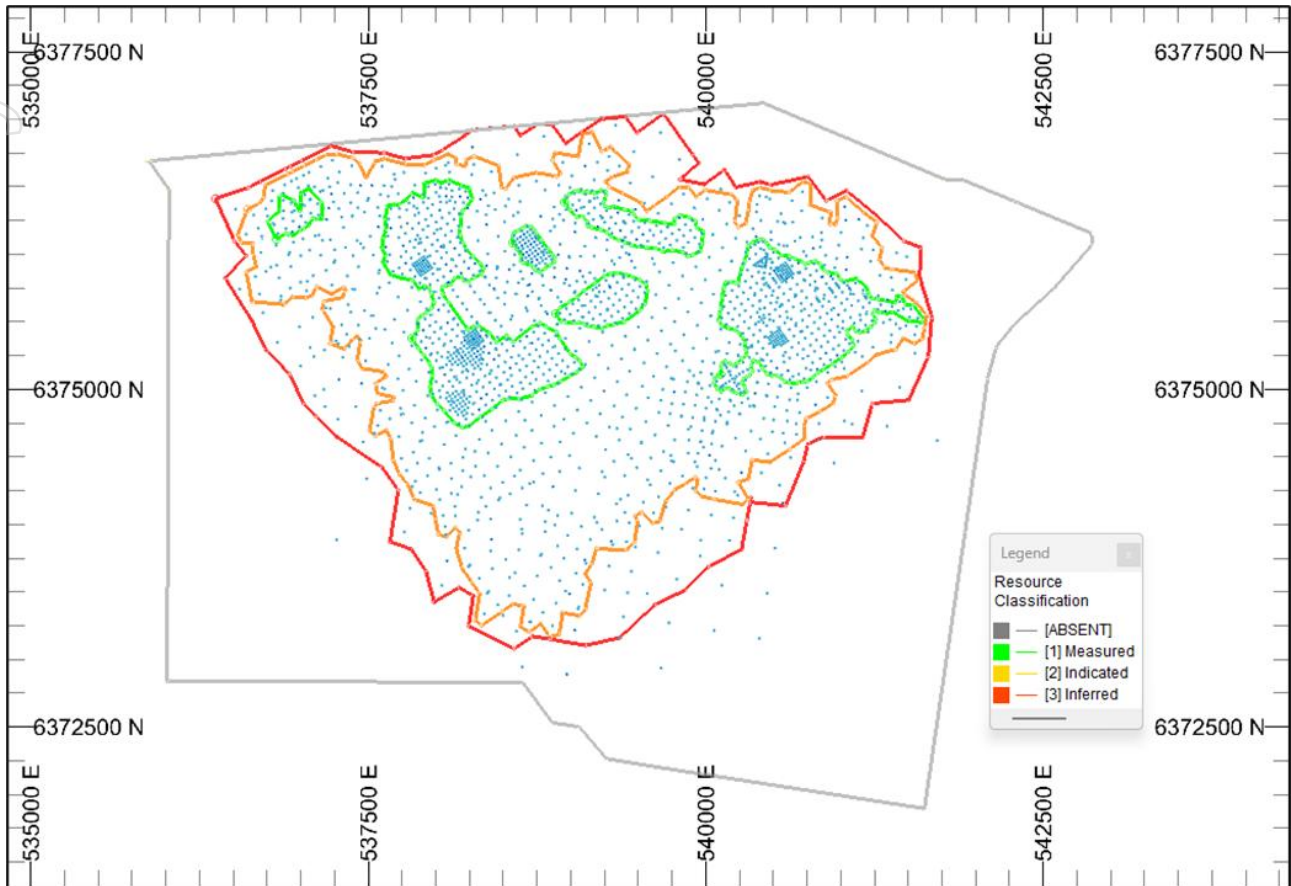 535000 E
537500 E
540000 E
542500 E
6377500 N
6377500 N
6375000 N
6375000 N
Legend
Resource
Classification
[ABSENT]
[1] Measured
[2] Indicated
[3] Inferred
6372500 N
6372500 N
535000 E
537500 E
540000 E
542500 E